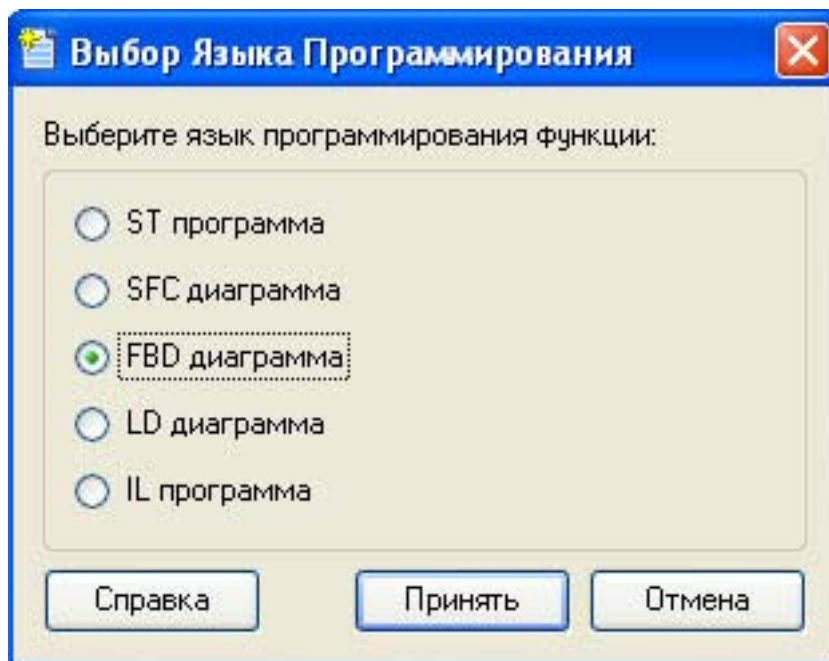 Выбор Языка Программирования
Выберите язык программирования функции:
ST программа
SFC диаграмма
FBD диаграмма
LD диаграмма
IL программа
Справка Принять Отмена